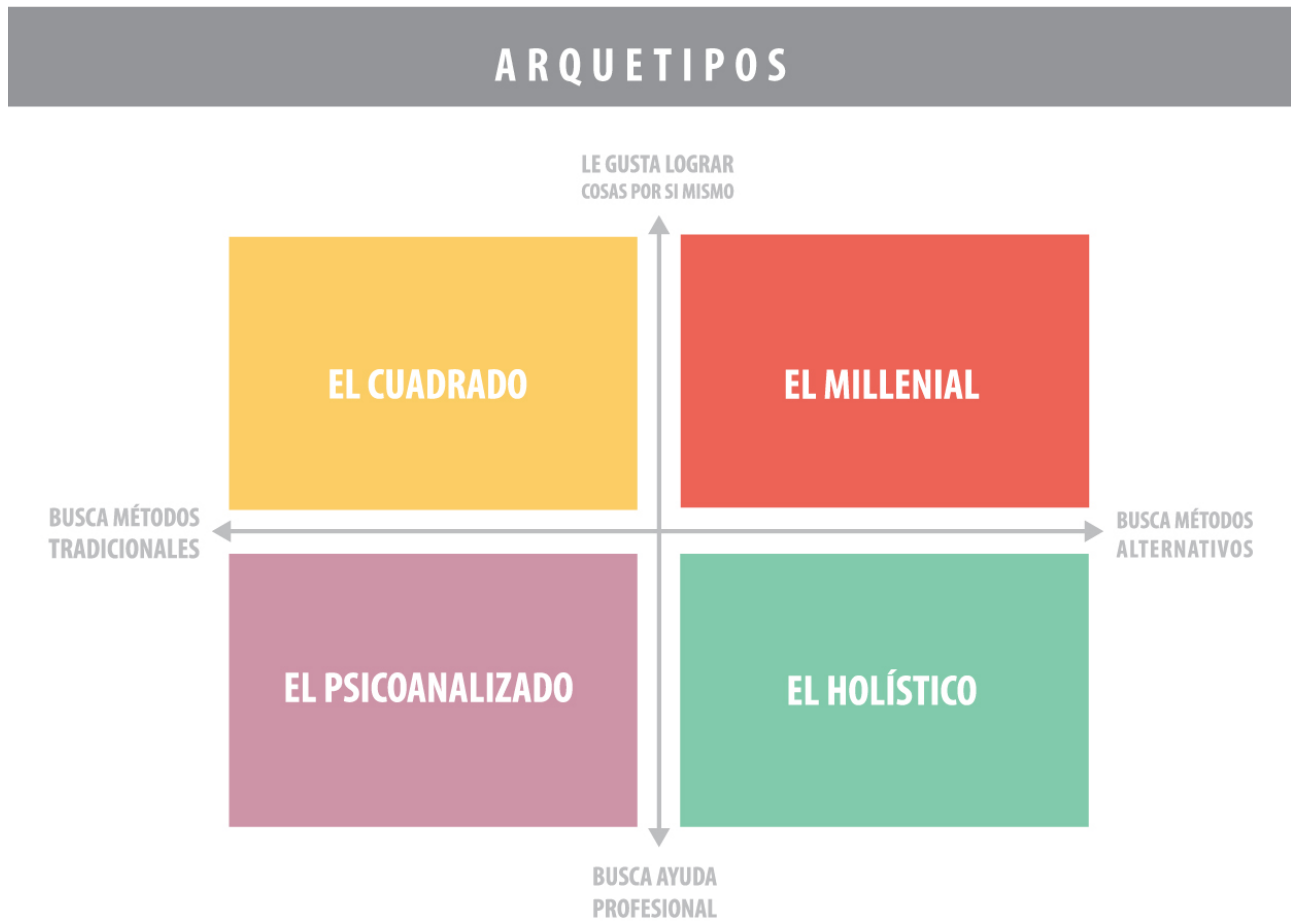 ARQUETIPOS
LE GUSTA LOGRAR
COSAS POR SI MISMO
EL CUADRADO
EL MILLENIAL
BUSCA MÉTODOS
TRADICIONALES
BUSCA MÉTODOS
ALTERNATIVOS
EL PSICOANALIZADO
EL HOLÍSTICO
BUSCA AYUDA
PROFESIONAL